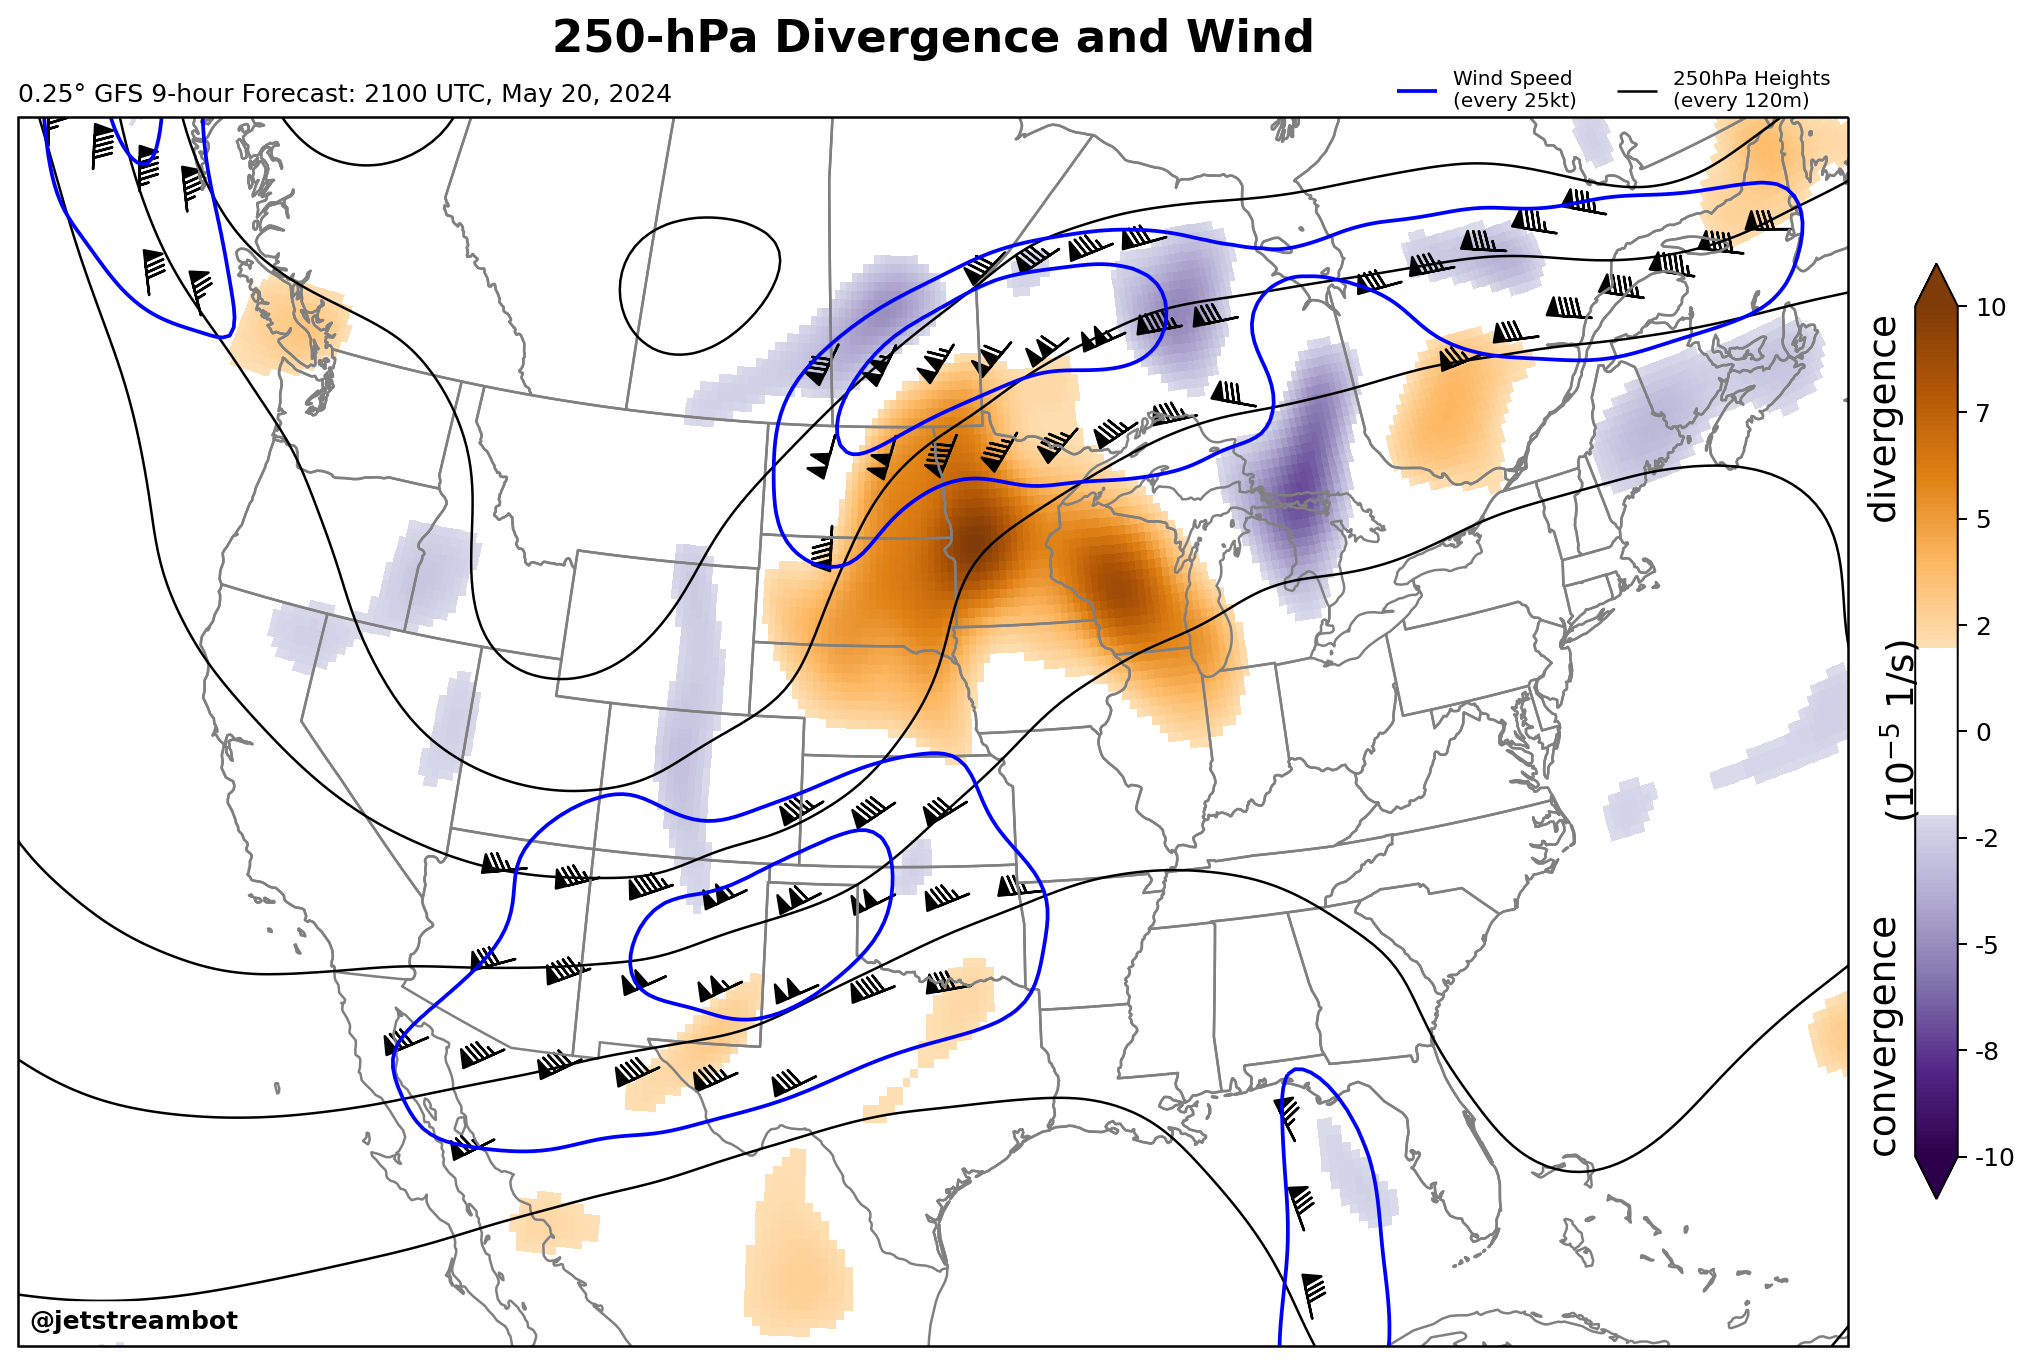 250-hPa Divergence and Wind
0.25° GFS 9-hour Forecast: 2100 UTC, May 20, 2024
Wind Speed
(every 25kt)
250hPa Heights
(every 120m)
10
7
5
2
0
-2
-5
-8
-10
divergence
(10⁻⁵ 1/s)
convergence
@jetstreambot